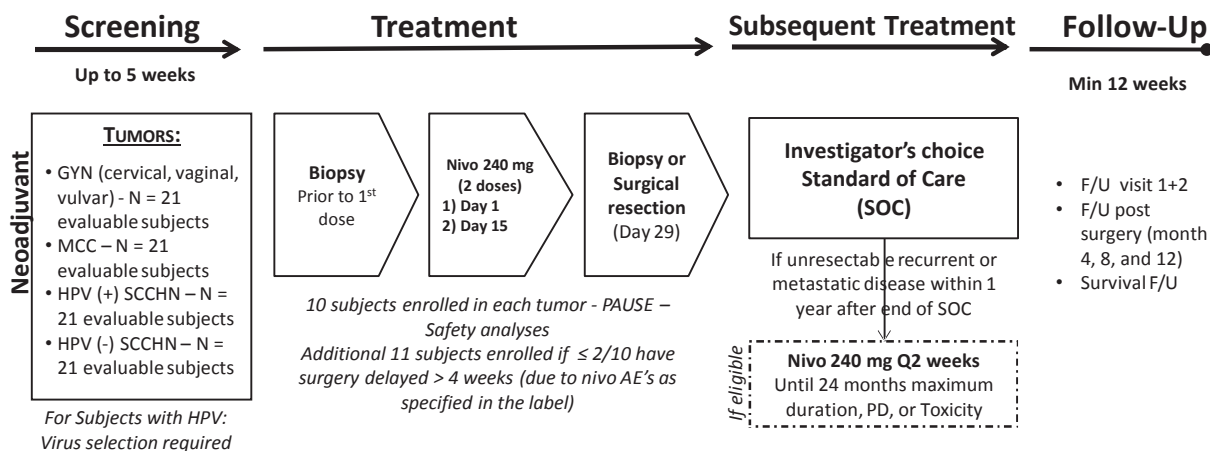 Screening
Up to 5 weeks
Treatment
Subsequent Treatment
Follow-Up
Min 12 weeks
Neoadjuvant
TUMORS:
• GYN (cervical, vaginal,
vulvar) - N = 21
evaluable subjects
• MCC – N = 21
evaluable subjects
• HPV (+) SCCHN – N =
21 evaluable subjects
• HPV (-) SCCHN – N =
21 evaluable subjects
For Subjects with HPV:
Virus selection required
Biopsy
Prior to 1st
dose
Nivo 240 mg
(2 doses)
1) Day 1
2) Day 15
Biopsy or
Surgical
resection
(Day 29)
10 subjects enrolled in each tumor - PAUSE –
Safety analyses
Additional 11 subjects enrolled if ≤ 2/10 have
surgery delayed > 4 weeks (due to nivo AE's as
specified in the label)
Investigator's choice
Standard of Care
(SOC)
If unresectable recurrent or
metastatic disease within 1
year after end of SOC
If eligible
Nivo 240 mg Q2 weeks
Until 24 months maximum
duration, PD, or Toxicity
• F/U visit 1+2
• F/U post
surgery (month
4, 8, and 12)
• Survival F/U